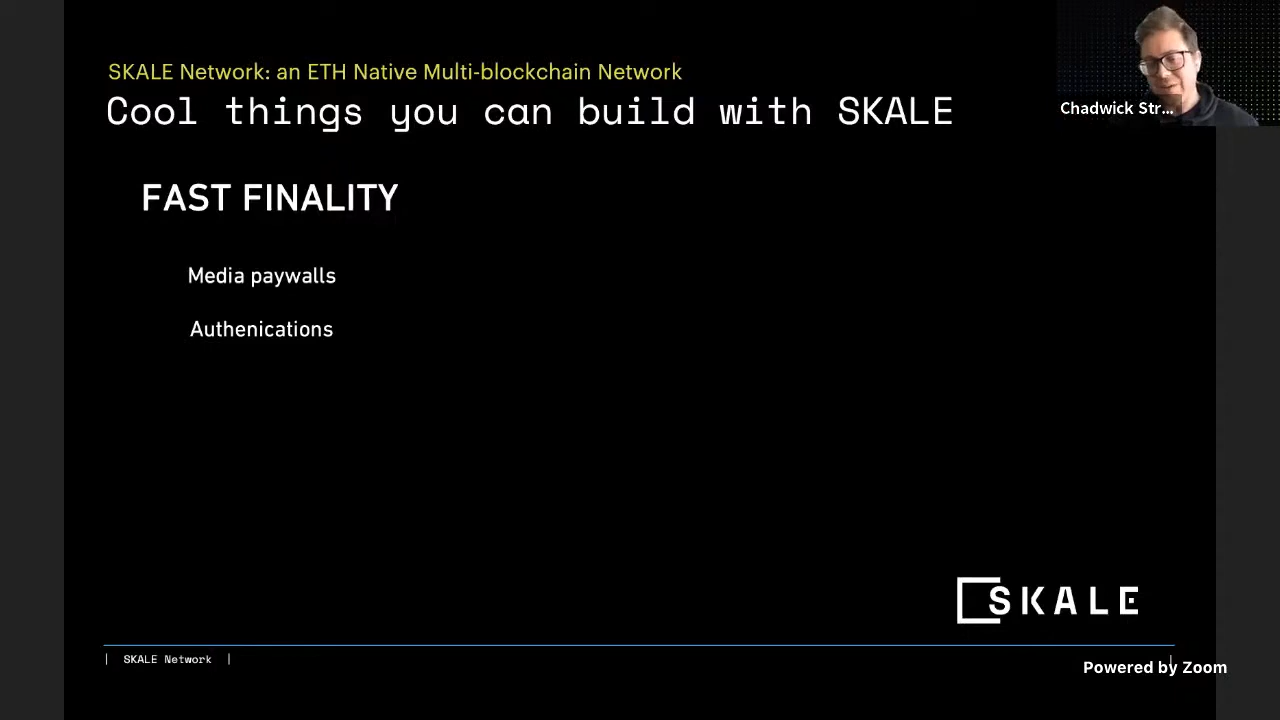 SKALE Network: an ETH Native Multi-blockchain Network
Cool things you can build with SKALE
Chadwick Str...
FAST FINALITY
Media paywalls
Authenications
SKALE
| SKALE Network |
Powered by Zoom